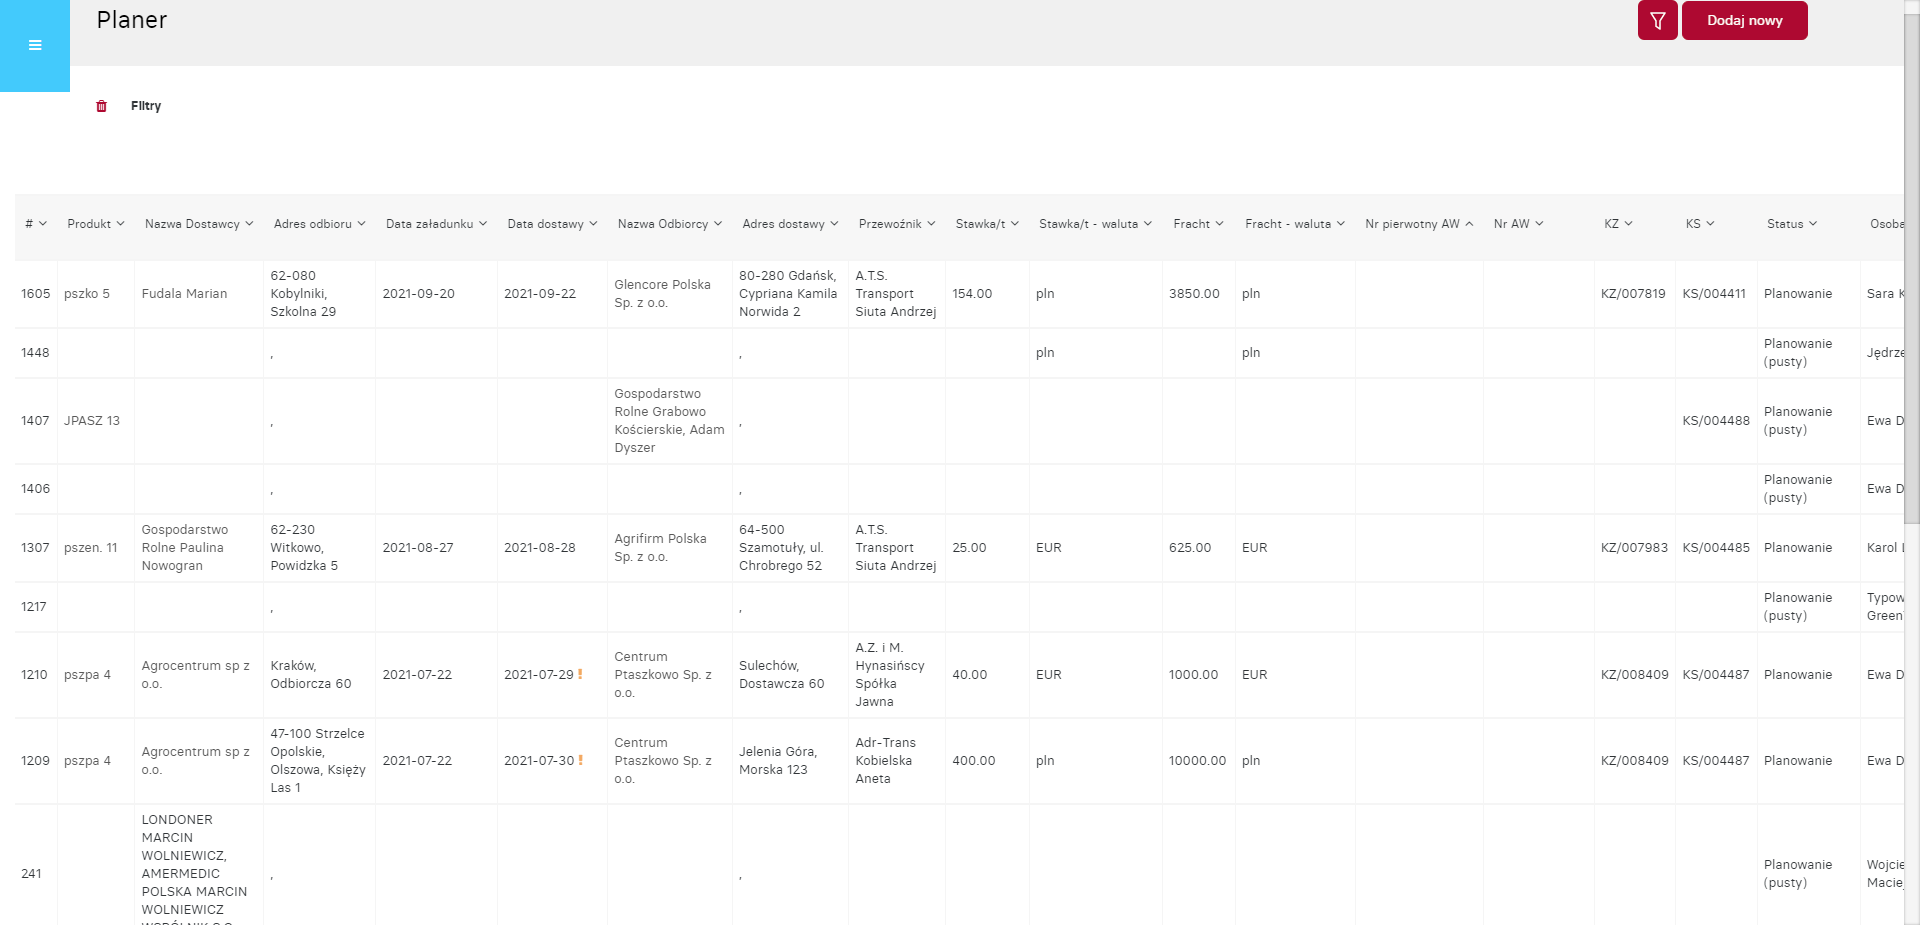 Planer
Dodaj nowy
Filtry
# Produkt Nazwa Dostawcy Adres odbioru Data załadunku Data dostawy Nazwa Odbiorcy Adres dostawy Przewoźnik Stawka/t Stawka/t - waluta Fracht Fracht - waluta Nr pierwotny AW Nr AW KZ KS Status Osoba
1605 pszko 5 Fudala Marian 62-080 Kobylniki, Szkolna 29 2021-09-20 2021-09-22 Glencore Polska Sp. z o.o. 80-280 Gdańsk, Cypriana Kamila Norwida 2 A.T.S. Transport Siuta Andrzej 154.00 pln 3850.00 pln KZ/007819 KS/004411 Planowanie Sara K
1448 , , pln pln Planowanie (pusty) Jędrze
1407 JPASZ 13 , Gospodarstwo Rolne Grabowo Kościerskie, Adam Dyszer , KS/004488 Planowanie (pusty) Ewa D
1406 , , Planowanie (pusty) Ewa D
1307 pszen. 11 Gospodarstwo Rolne Paulina Nowogran 62-230 Witkowo, Powidzka 5 2021-08-27 2021-08-28 Agrifirm Polska Sp. z o.o. 64-500 Szamotuły, ul. Chrobrego 52 A.T.S. Transport Siuta Andrzej 25.00 EUR 625.00 EUR KZ/007983 KS/004485 Planowanie Karol
1217 , , Planowanie (pusty) Typow Green
1210 pszpa 4 Agrocentrum sp z o.o. Kraków, Odbiorcza 60 2021-07-22 2021-07-29 ! Centrum Ptaszkowo Sp. z o.o. Sulechów, Dostawcza 60 A.Z. i M. Hynasińscy Spółka Jawna 40.00 EUR 1000.00 EUR KZ/008409 KS/004487 Planowanie Ewa D
1209 pszpa 4 Agrocentrum sp z o.o. 47-100 Strzelce Opolskie, Olszowa, Księży Las 1 2021-07-22 2021-07-30 ! Centrum Ptaszkowo Sp. z o.o. Jelenia Góra, Morska 123 Adr-Trans Kobielska Aneta 400.00 pln 10000.00 pln KZ/008409 KS/004487 Planowanie Ewa D
241 LONDONER MARCIN WOLNIEWICZ, AMERMEDIC POLSKA MARCIN WOLNIEWICZ , , Planowanie (pusty) Wojcie Macie